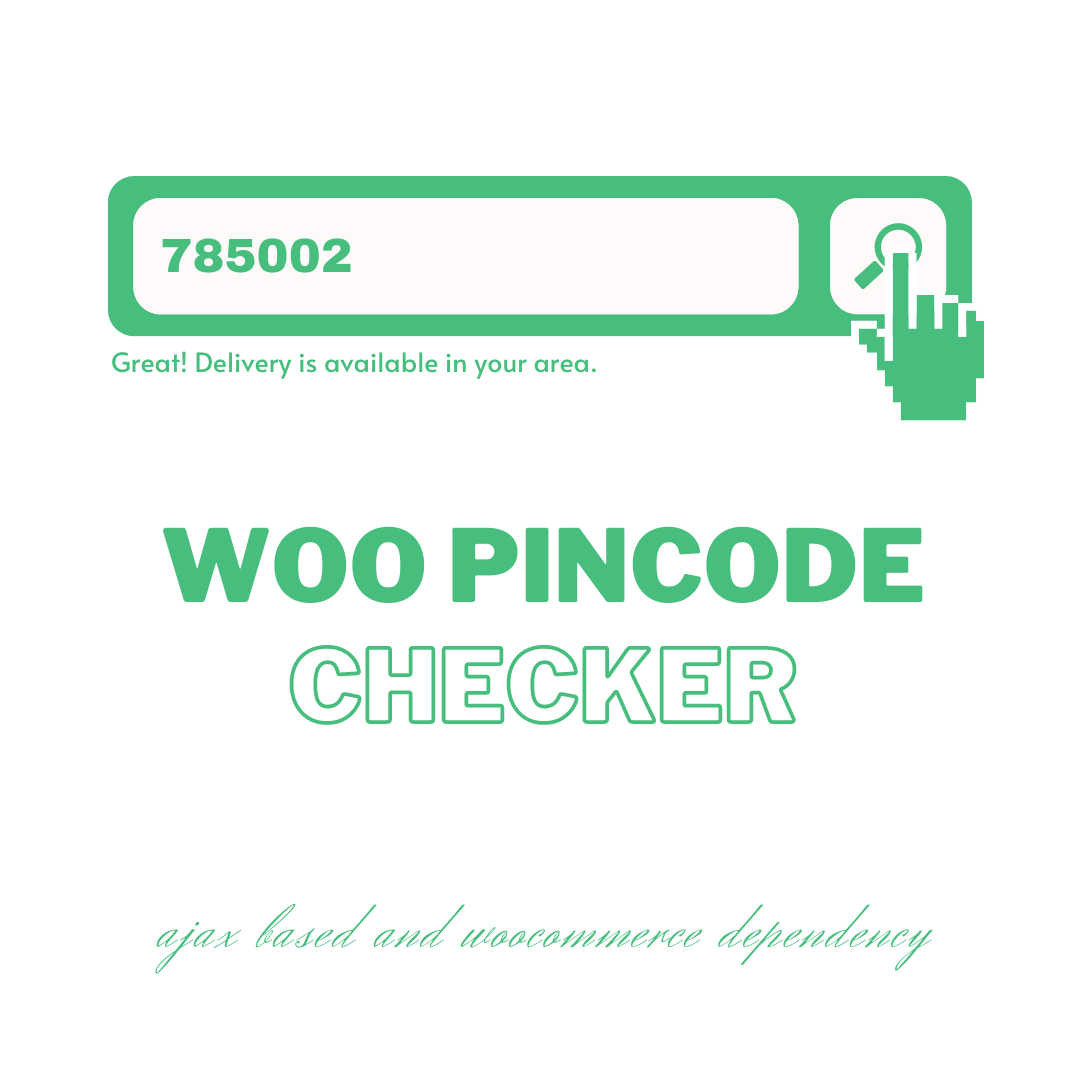 785002
Great! Delivery is available in your area.
WOO PINCODE
CHECKER
ajax based and woocommerce dependency